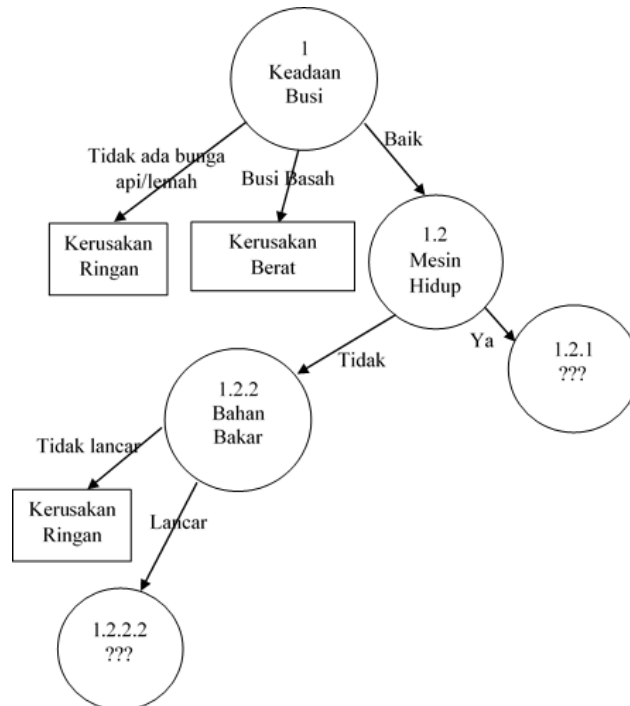 1
Keadaan
Busi
Tidak ada bunga
api/lemah
Busi Basah
Baik
Kerusakan
Ringan
Kerusakan
Berat
1.2
Mesin
Hidup
Tidak
Ya
1.2.1
???
1.2.2
Bahan
Bakar
Tidak lancar
Lancar
Kerusakan
Ringan
1.2.2.2
???